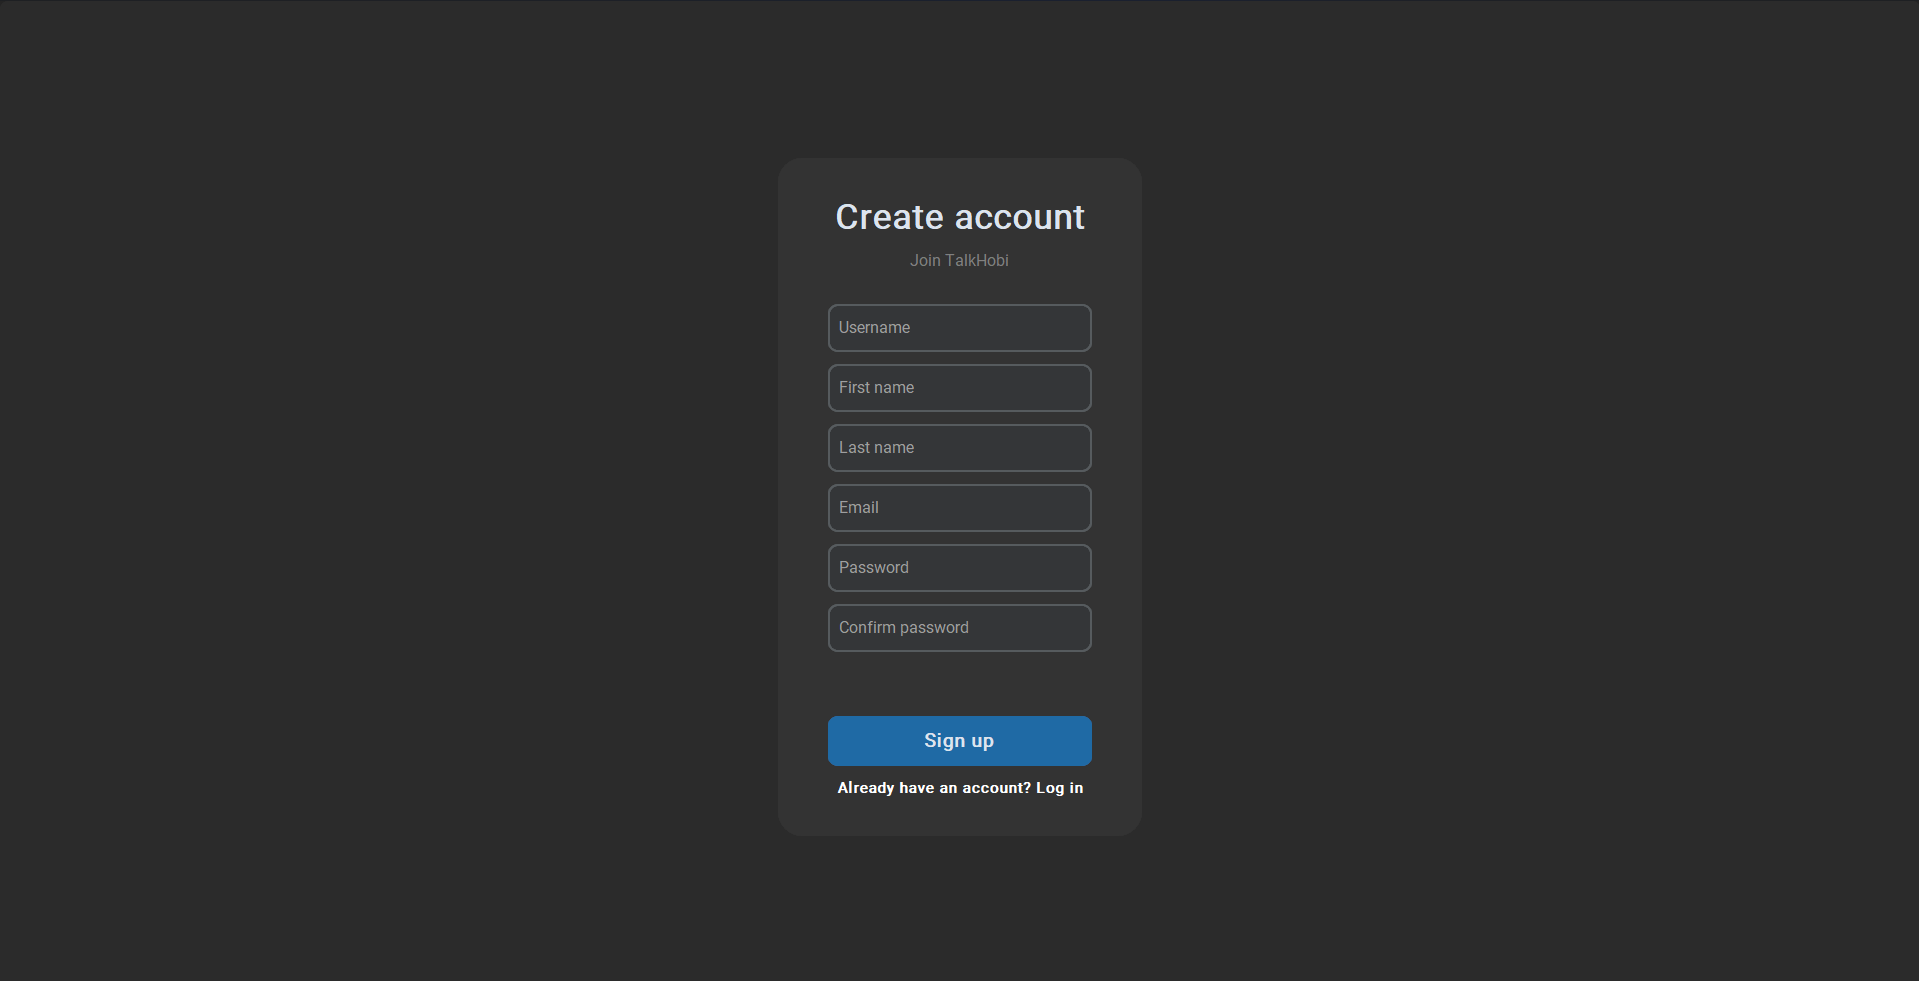 Create account
Join TalkHobi
Username
First name
Last name
Email
Password
Confirm password
Sign up
Already have an account? Log in